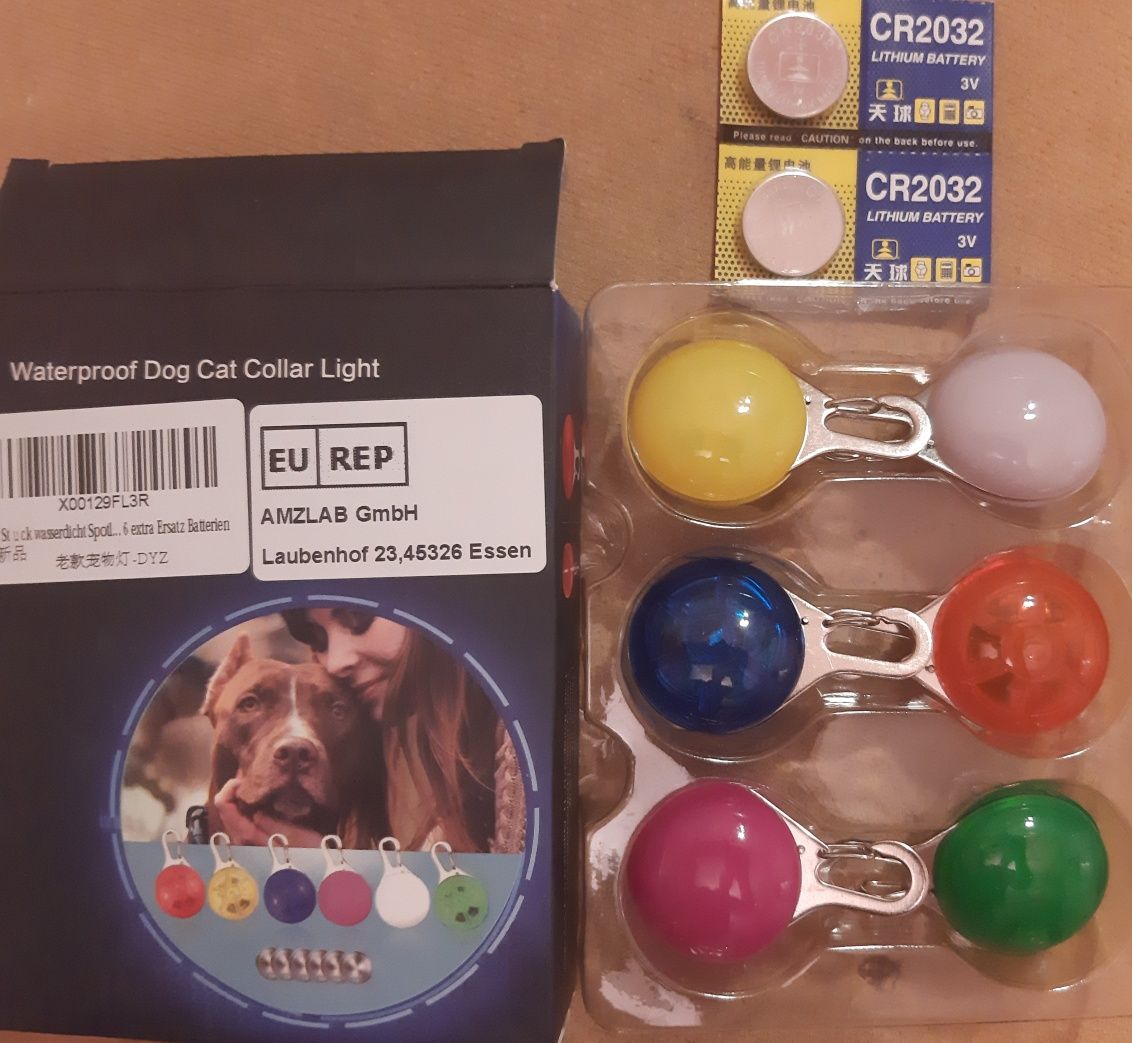 高能量锂电池
CR2032
LITHIUM BATTERY
3V
天球
Please read CAUTION on the back before use.
高能量锂电池
CR2032
LITHIUM BATTERY
3V
天球
Waterproof Dog Cat Collar Light
X00129FL3R
St u ck wasserdicht Spotl... 6 extra Ersatz Batterien
新品
老款宠物灯-DYZ
EU REP
AMZLAB GmbH
Laubenhof 23,45326 Essen